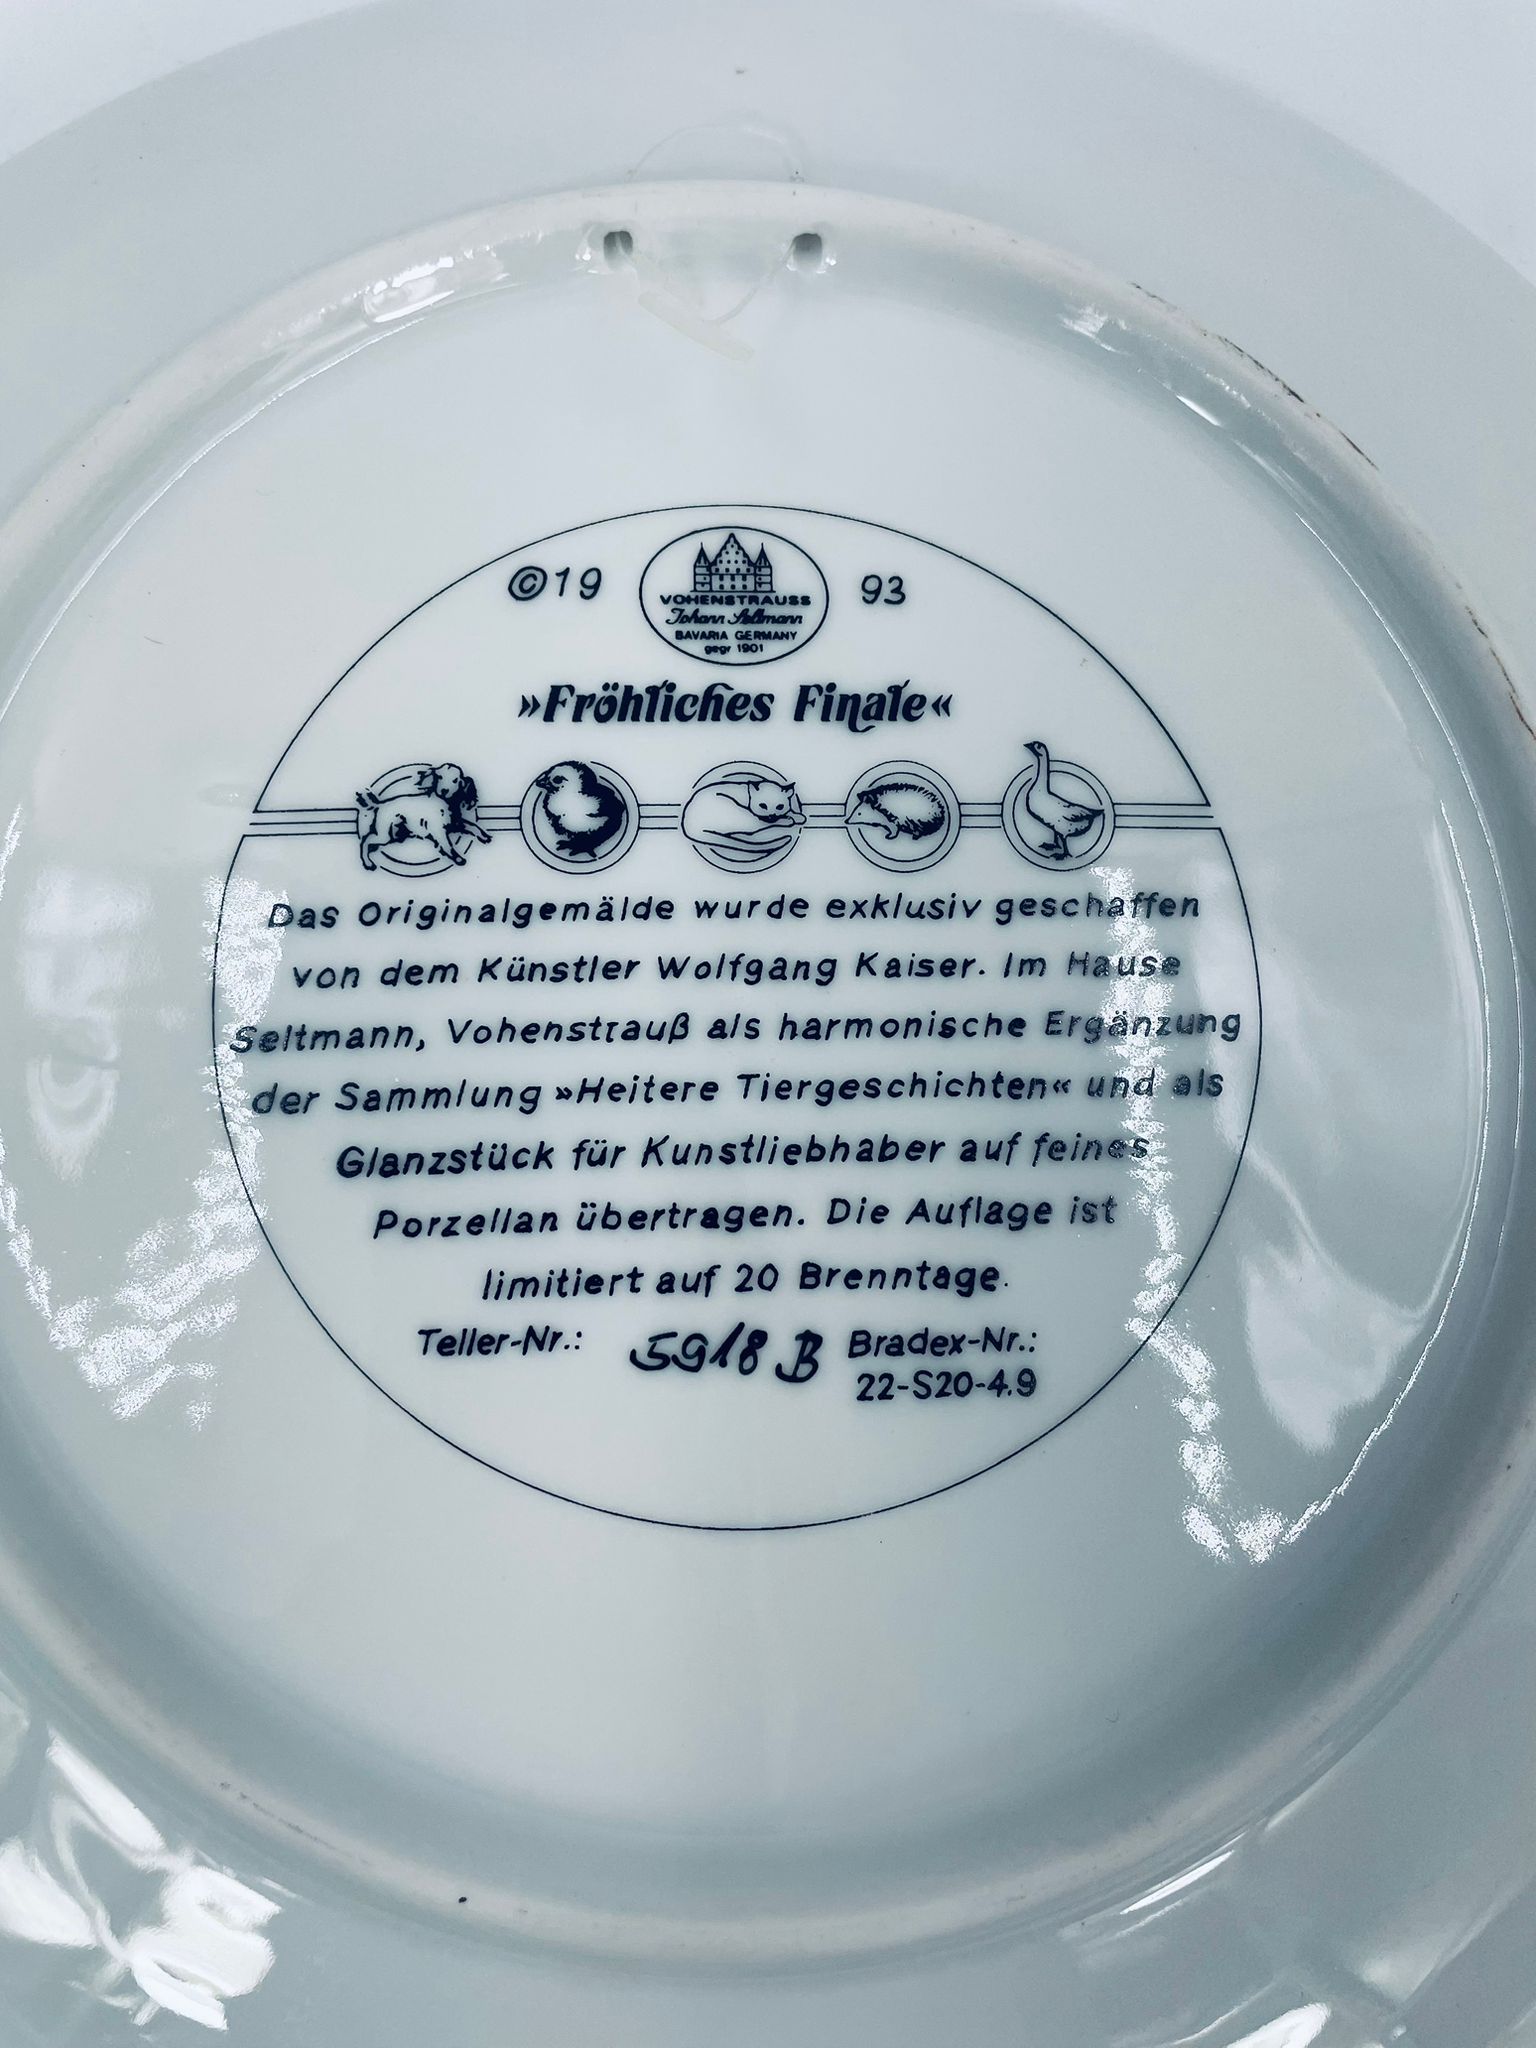 ©19 93
VOHENSTRAUSS
Johann Seltmann
BAVARIA GERMANY
gegr 1901
»Fröhliches Finale«
Das Originalgemälde wurde exklusiv geschaffen
von dem Künstler Wolfgang Kaiser. Im Hause
Seltmann, Vohenstrauß als harmonische Ergänzung
der Sammlung »Heitere Tiergeschichten« und als
Glanzstück für Kunstliebhaber auf feines
Porzellan übertragen. Die Auflage ist
limitiert auf 20 Brenntage.
Teller-Nr.: 5918 B Bradex-Nr.:
22-S20-4.9